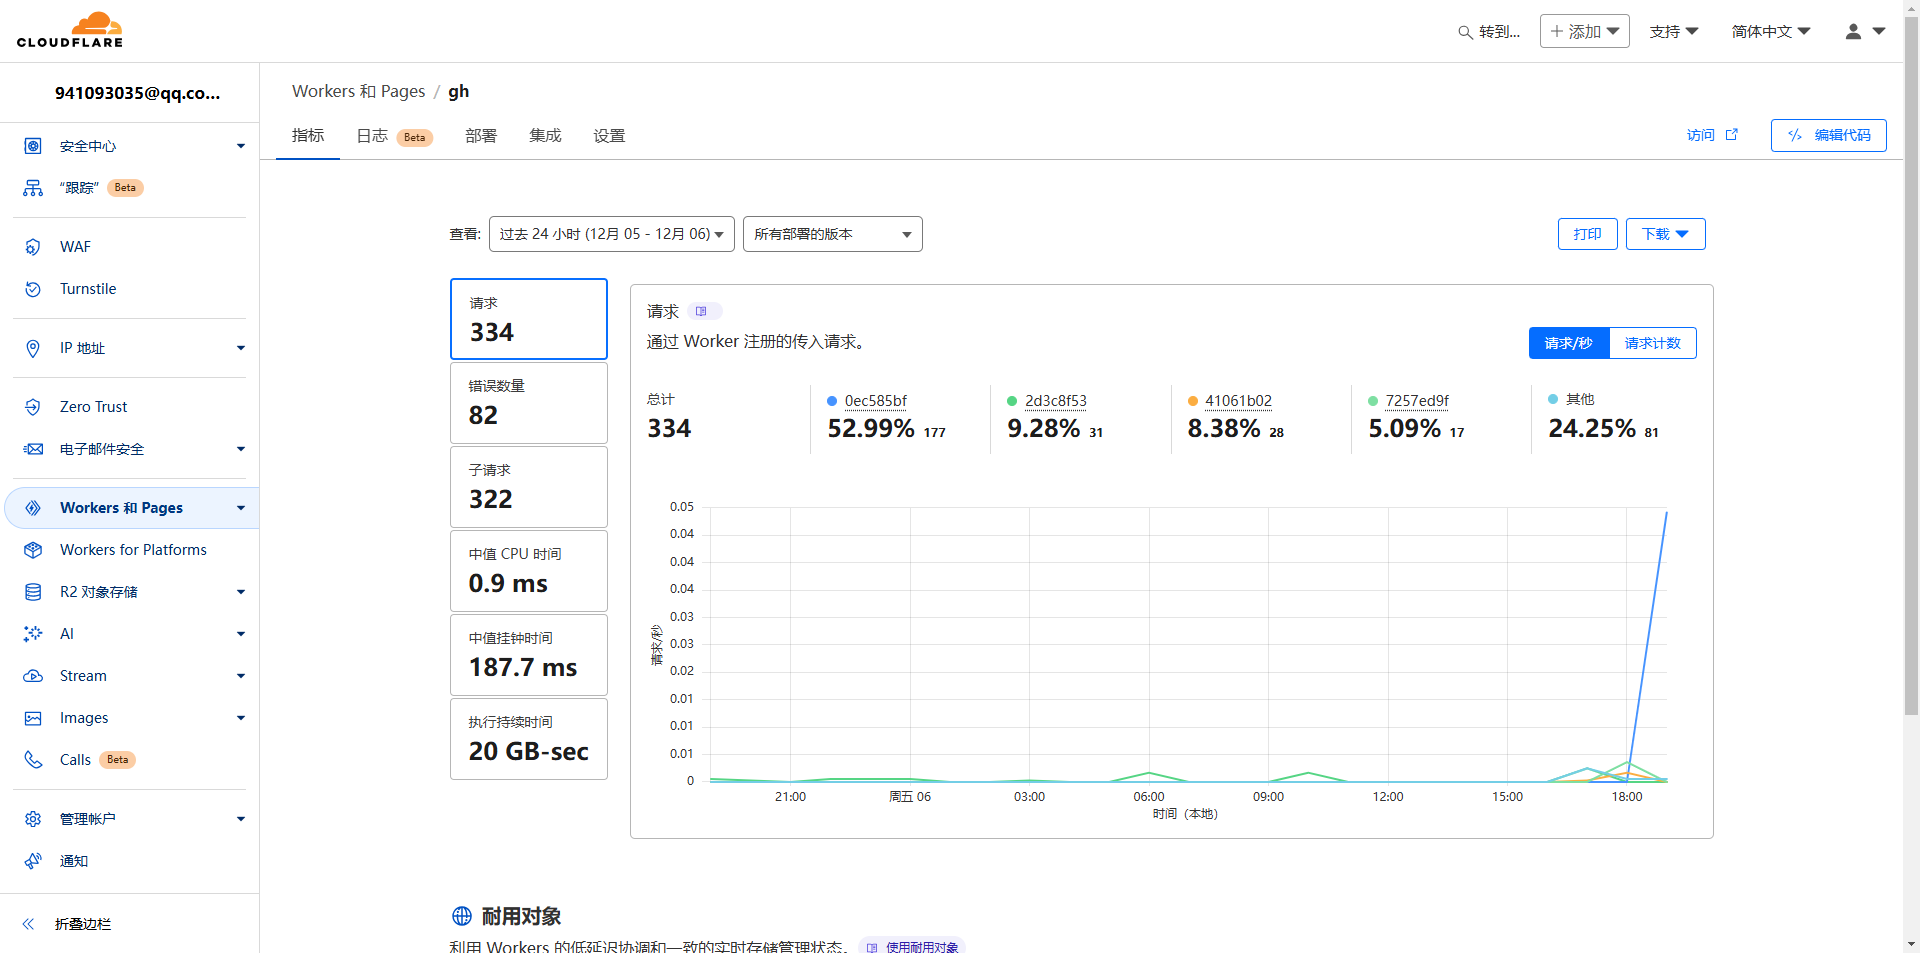 CLOUDFLARE
转到...
添加
支持
简体中文
941093035@qq.co...
安全中心
“跟踪” Beta
WAF
Turnstile
IP 地址
Zero Trust
电子邮件安全
Workers 和 Pages
Workers for Platforms
R2 对象存储
AI
Stream
Images
Calls Beta
管理帐户
通知
折叠边栏
Workers 和 Pages / gh
指标 日志 Beta 部署 集成 设置
访问
编辑代码
查看: 过去 24 小时 (12月 05 - 12月 06) 所有部署的版本
打印 下载
请求
334
错误数量
82
子请求
322
中值 CPU 时间
0.9 ms
中值挂钟时间
187.7 ms
执行持续时间
20 GB-sec
请求
通过 Worker 注册的传入请求。
请求/秒 请求计数
总计
334
0ec585bf
52.99% 177
2d3c8f53
9.28% 31
41061b02
8.38% 28
7257ed9f
5.09% 17
其他
24.25% 81
请求/秒
0.05
0.04
0.04
0.04
0.03
0.03
0.02
0.01
0.01
0.01
0
21:00 周五 06 03:00 06:00 09:00 12:00 15:00 18:00
时间（本地）
耐用对象
利用 Workers 的低延迟协调和一致的实时存储管理状态。 使用耐用对象